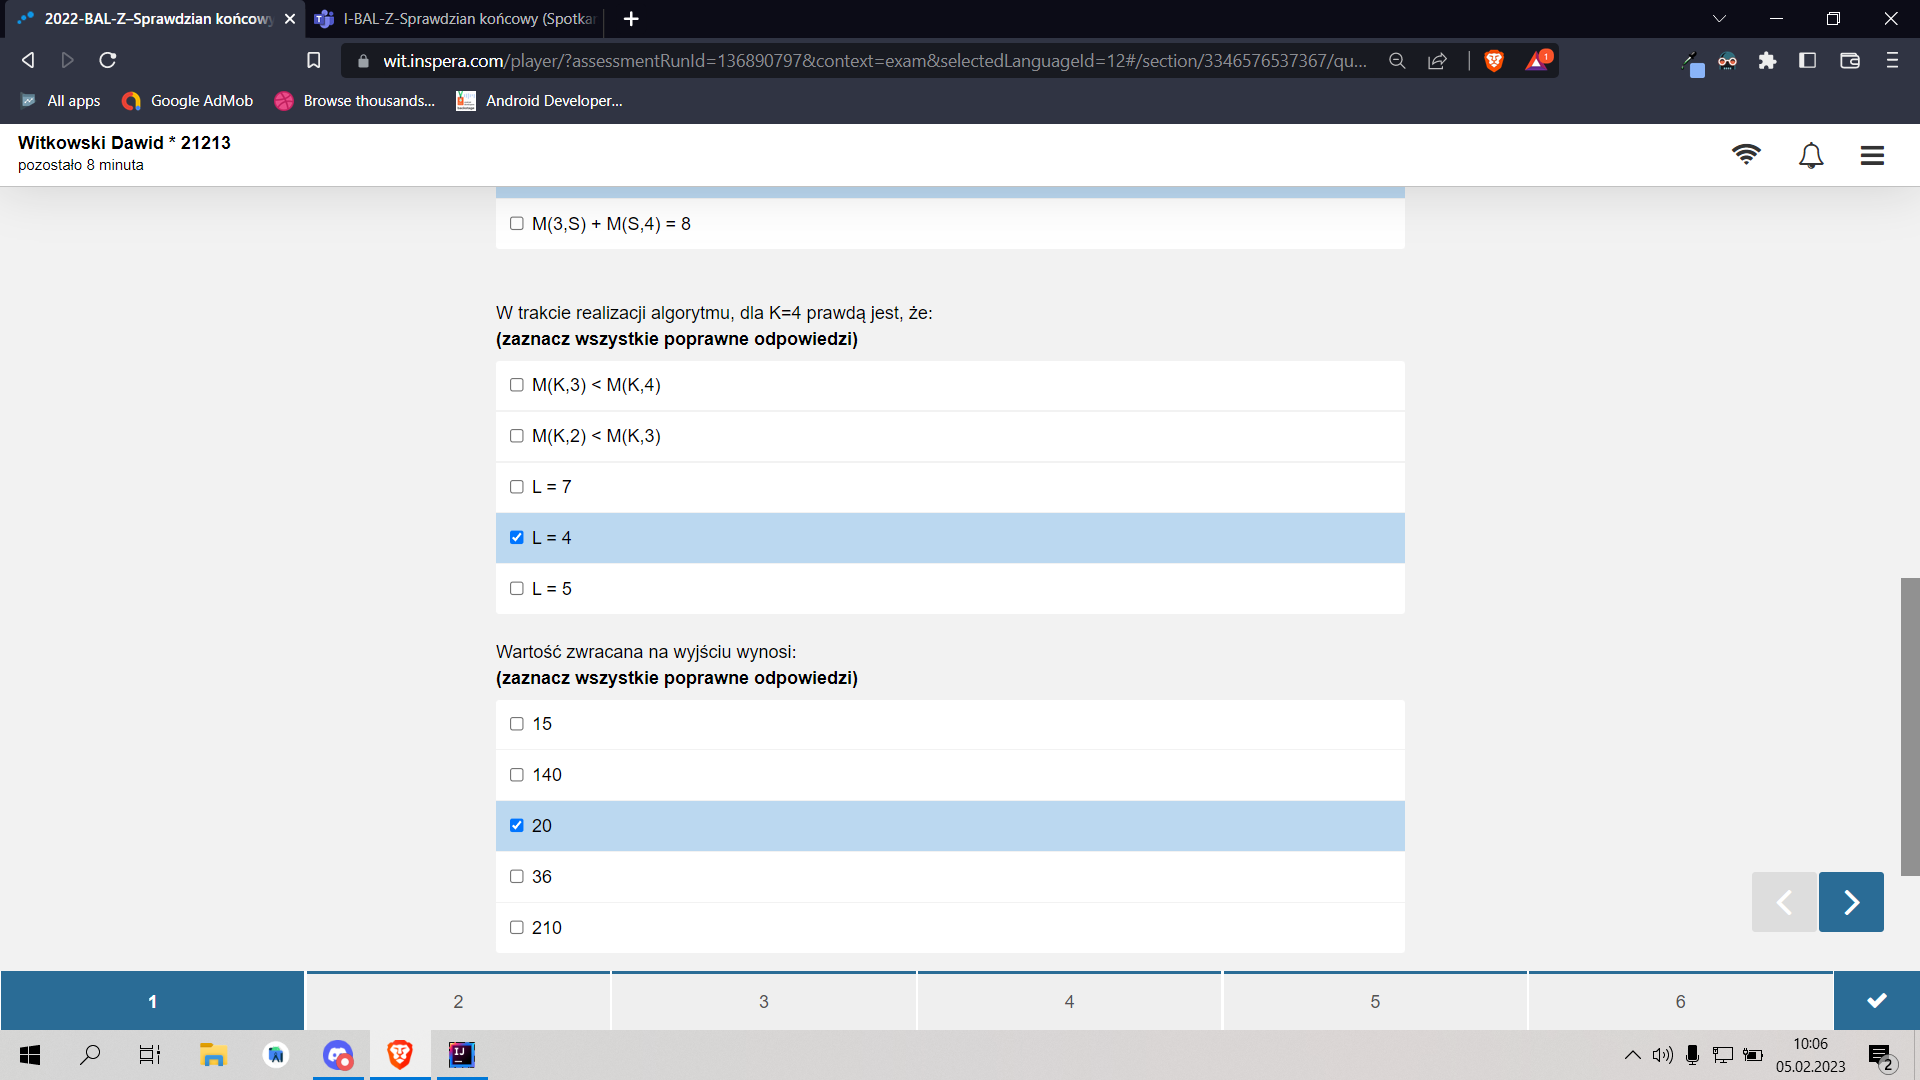 2022-BAL-Z–Sprawdzian końcowy
I-BAL-Z-Sprawdzian końcowy (Spotkan
wit.inspera.com/player/?assessmentRunId=136890797&context=exam&selectedLanguageId=12#/section/3346576537367/qu...
1
All apps
Google AdMob
Browse thousands...
Android Developer...
Witkowski Dawid * 21213
pozostało 8 minuta
M(3,S) + M(S,4) = 8
W trakcie realizacji algorytmu, dla K=4 prawdą jest, że:
(zaznacz wszystkie poprawne odpowiedzi)
M(K,3) < M(K,4)
M(K,2) < M(K,3)
L = 7
L = 4
L = 5
Wartość zwracana na wyjściu wynosi:
(zaznacz wszystkie poprawne odpowiedzi)
15
140
20
36
210
1
2
3
4
5
6
IJ
10:06
05.02.2023
2